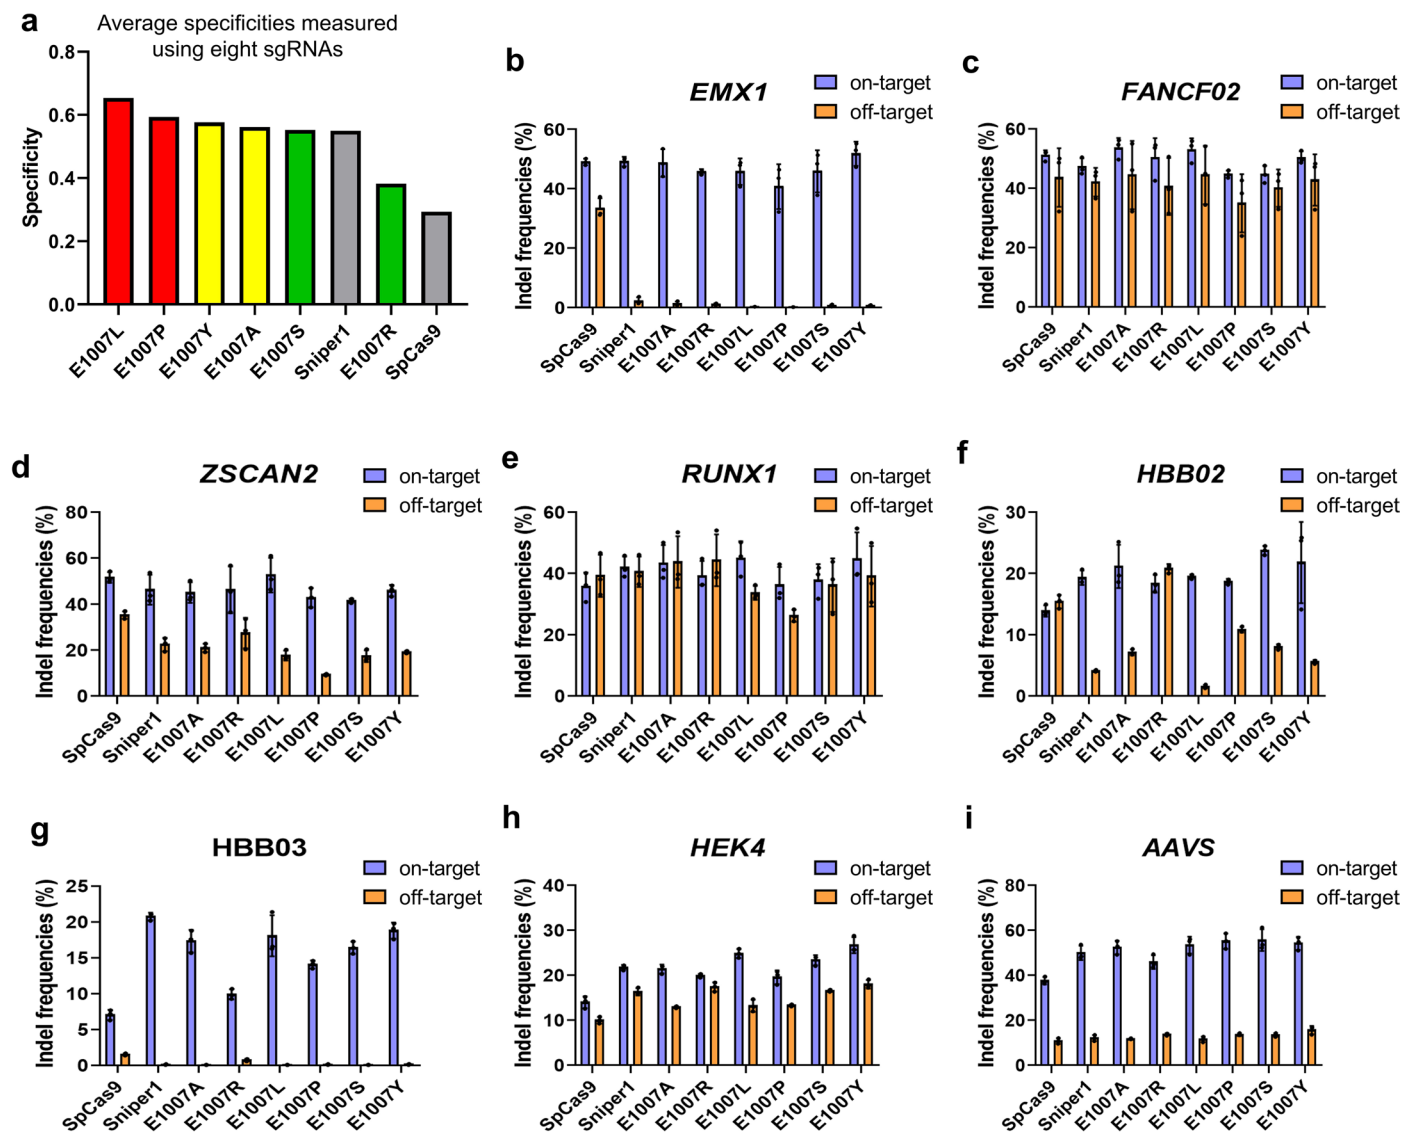 a
Average specificities measured
using eight sgRNAs
Specificity
0.8
0.6
0.4
0.2
0.0
E1007L
E1007P
E1007Y
E1007A
E1007S
Sniper1
E1007R
SpCas9
b
EMX1
on-target
off-target
Indel frequencies (%)
60
40
20
0
SpCas9
Sniper1
E1007A
E1007R
E1007L
E1007P
E1007S
E1007Y
c
FANCF02
on-target
off-target
Indel frequencies (%)
60
40
20
0
SpCas9
Sniper1
E1007A
E1007R
E1007L
E1007P
E1007S
E1007Y
d
ZSCAN2
on-target
off-target
Indel frequencies (%)
80
60
40
20
0
SpCas9
Sniper1
E1007A
E1007R
E1007L
E1007P
E1007S
E1007Y
e
RUNX1
on-target
off-target
Indel frequencies (%)
60
40
20
0
SpCas9
Sniper1
E1007A
E1007R
E1007L
E1007P
E1007S
E1007Y
f
HBB02
on-target
off-target
Indel frequencies (%)
30
20
10
0
SpCas9
Sniper1
E1007A
E1007R
E1007L
E1007P
E1007S
E1007Y
g
HBB03
on-target
off-target
Indel frequencies (%)
25
20
15
10
5
0
SpCas9
Sniper1
E1007A
E1007R
E1007L
E1007P
E1007S
E1007Y
h
HEK4
on-target
off-target
Indel frequencies (%)
40
30
20
10
0
SpCas9
Sniper1
E1007A
E1007R
E1007L
E1007P
E1007S
E1007Y
i
AAVS
on-target
off-target
Indel frequencies (%)
80
60
40
20
0
SpCas9
Sniper1
E1007A
E1007R
E1007L
E1007P
E1007S
E1007Y